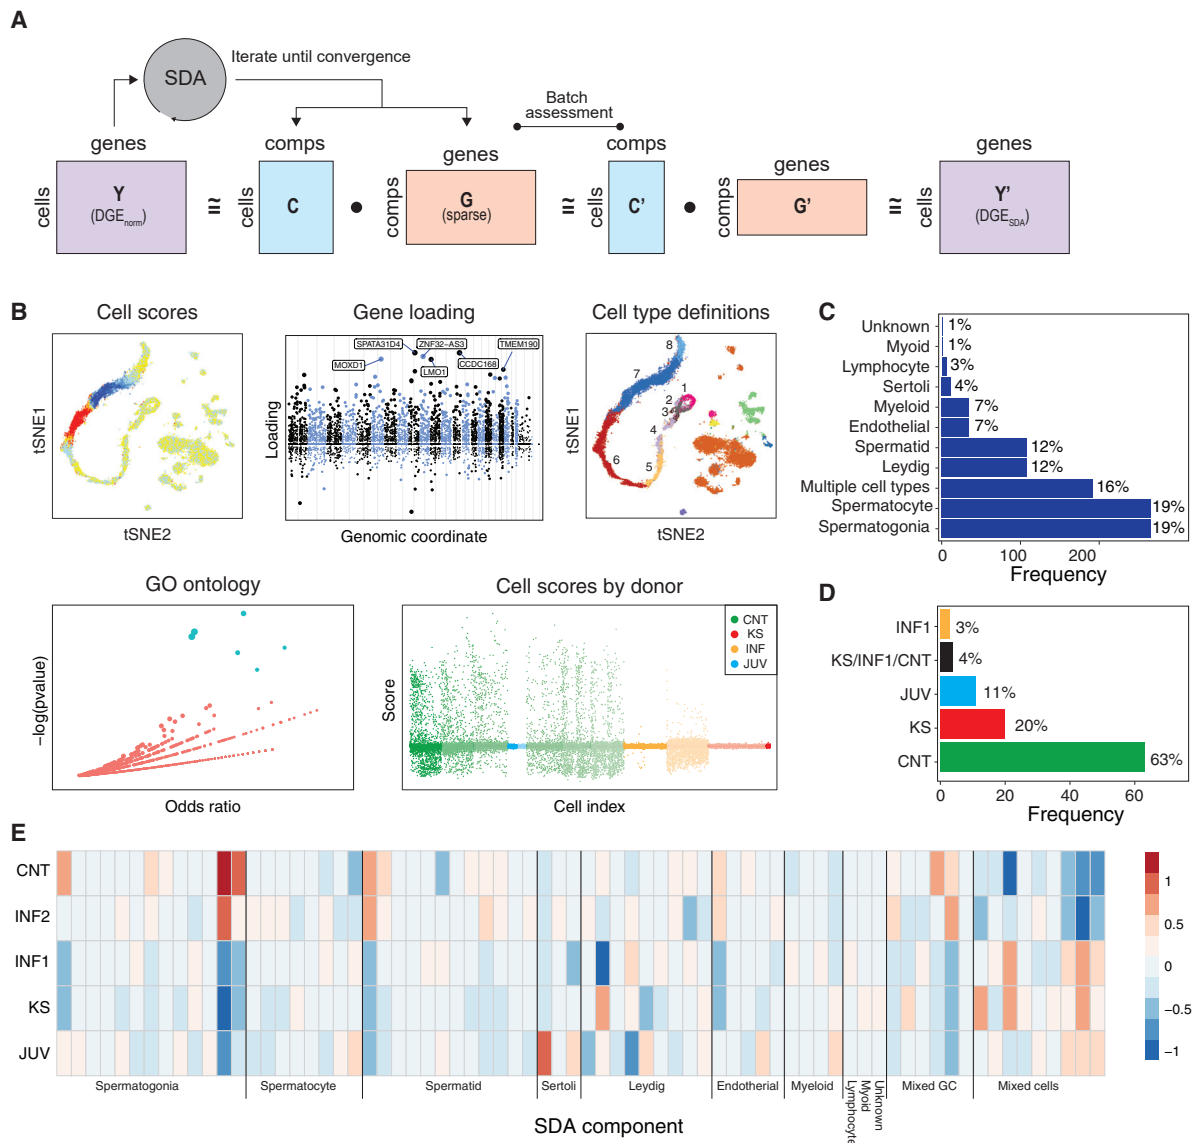 A
SDA
Iterate until convergence
Batch
assessment
genes
comps
genes
comps
genes
genes
cells
Y
(DGEnorm)
≅
cells
C
●
comps
G
(sparse)
≅
cells
C'
●
comps
G'
≅
cells
Y'
(DGESDA)
B
Cell scores
tSNE1
tSNE2
Gene loading
Loading
SPATA31D4
ZNF32-AS3
TMEM190
MOXD1
LMO1
CCDC168
Genomic coordinate
Cell type definitions
tSNE1
8
7
1
2
3
4
5
6
tSNE2
C
Unknown 1%
Myoid 1%
Lymphocyte 3%
Sertoli 4%
Myeloid 7%
Endothelial 7%
Spermatid 12%
Leydig 12%
Multiple cell types 16%
Spermatocyte 19%
Spermatogonia 19%
0 100 200
Frequency
GO ontology
−log(pvalue)
Odds ratio
Cell scores by donor
Score
CNT
KS
INF
JUV
Cell index
D
INF1 3%
KS/INF1/CNT 4%
JUV 11%
KS 20%
CNT 63%
0 20 40 60
Frequency
E
CNT
INF2
INF1
KS
JUV
1
0.5
0
−0.5
−1
Spermatogonia
Spermatocyte
Spermatid
Sertoli
Leydig
Endotherial
Myeloid
Lymphocyte
Myoid
Unknown
Mixed GC
Mixed cells
SDA component